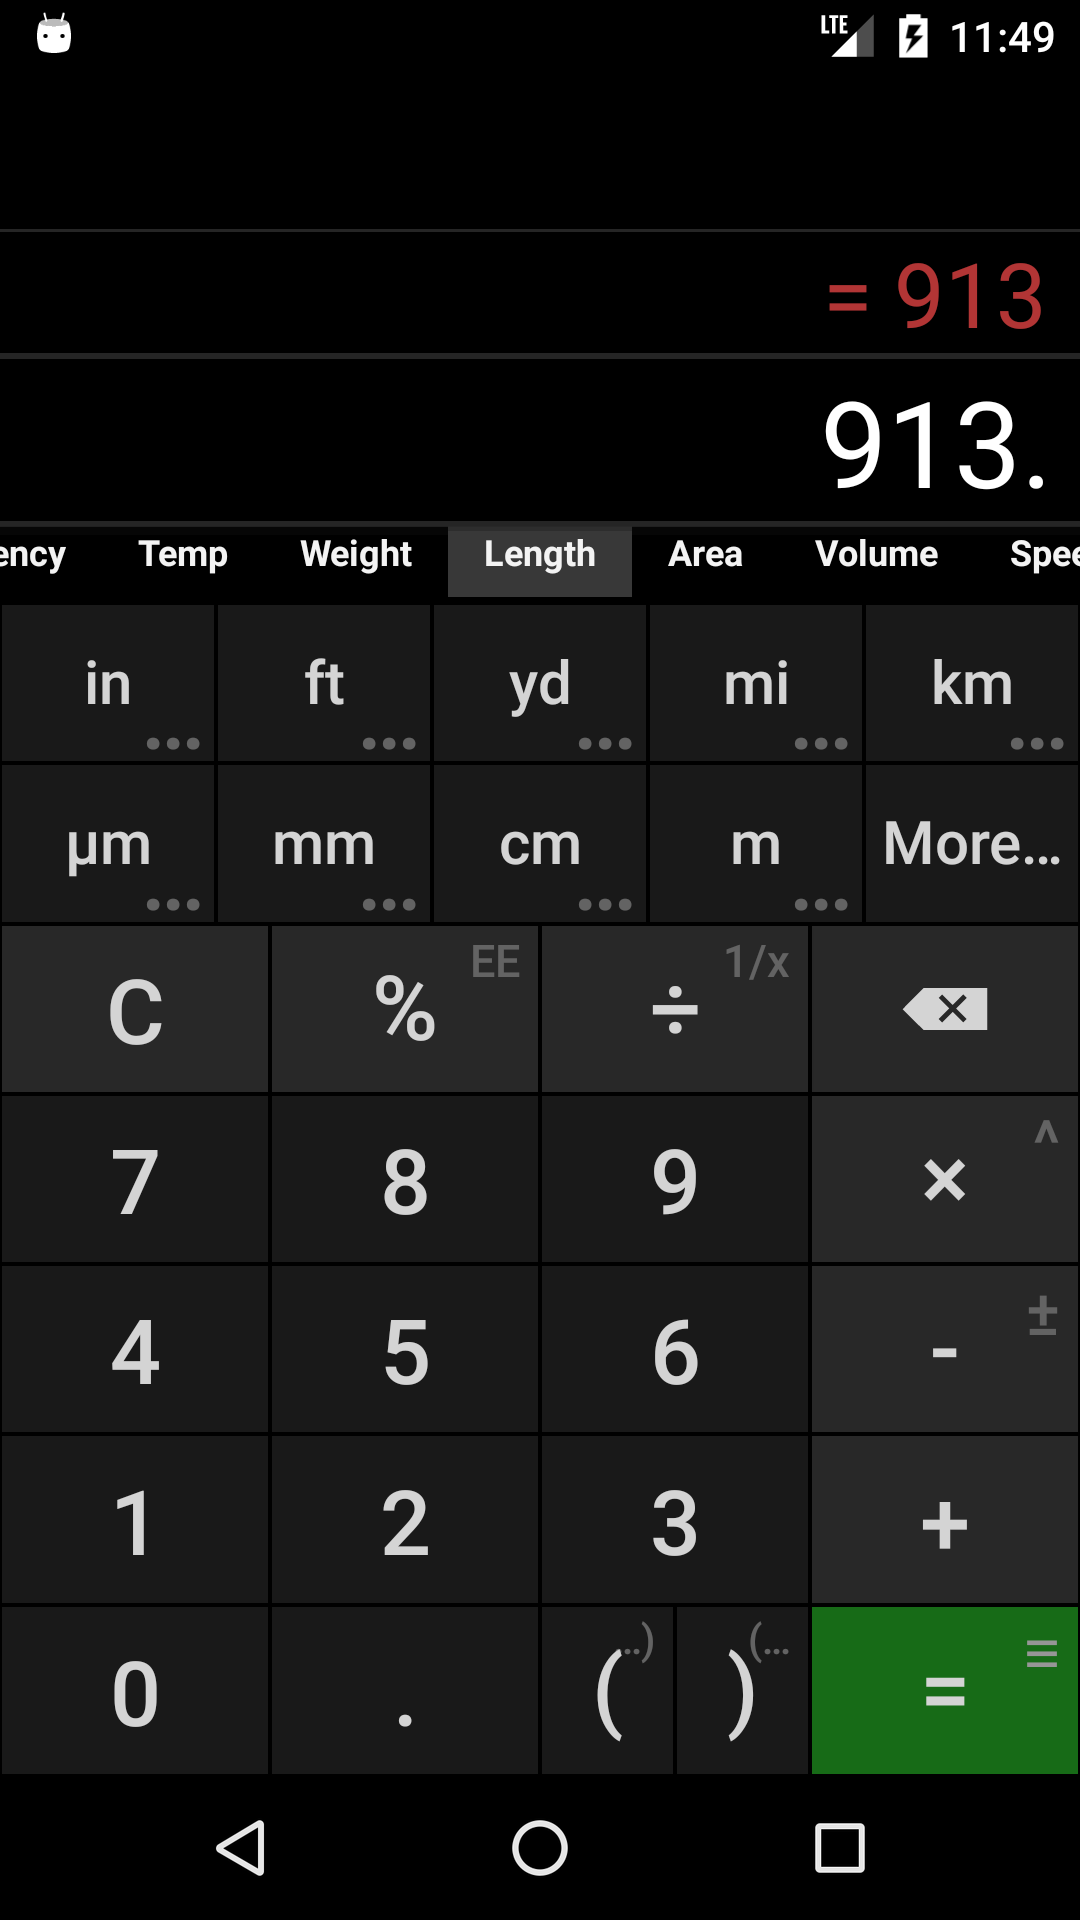 LTE 11:49
= 913
913.
ency Temp Weight Length Area Volume Spee
in ft yd mi km
µm mm cm m More...
C % EE ÷ 1/x
7 8 9 × ^
4 5 6 - ±
1 2 3 +
0 . ( ..) ) (... =